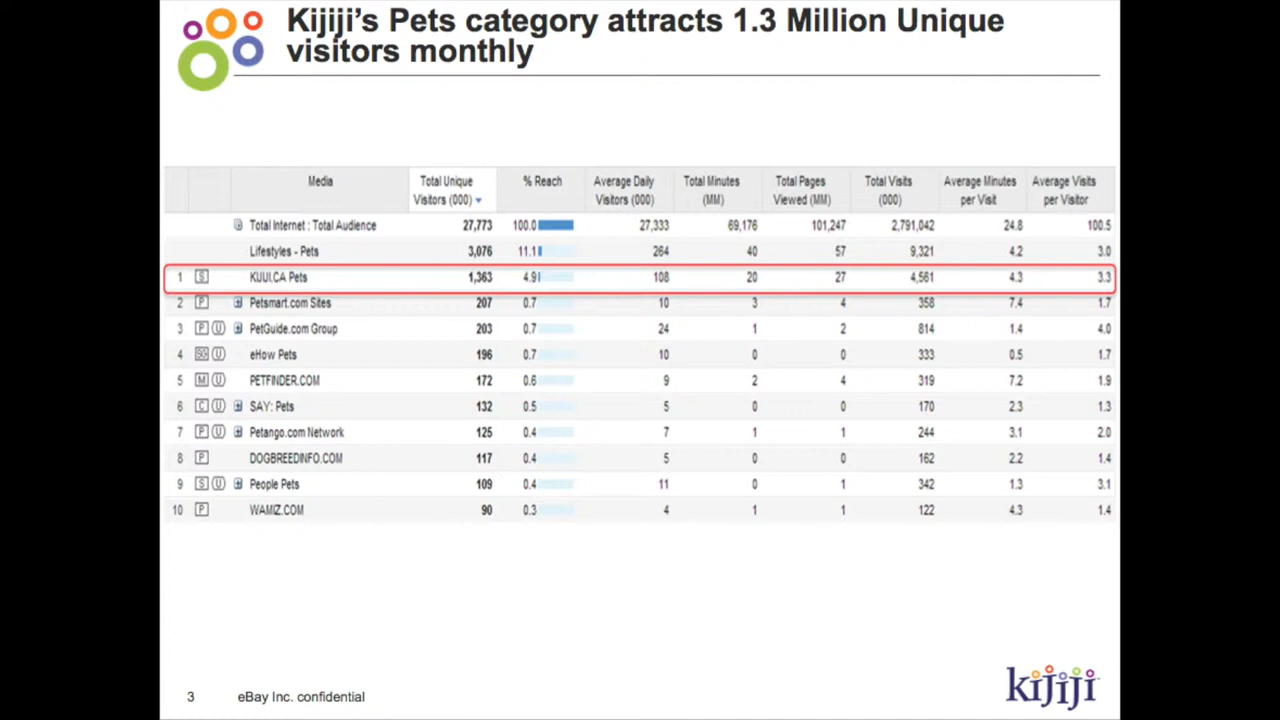 Kijiji’s Pets category attracts 1.3 Million Unique
visitors monthly
Media Total Unique Visitors (000) % Reach Average Daily Visitors (000) Total Minutes (MM) Total Pages Viewed (MM) Total Visits (000) Average Minutes per Visit Average Visits per Visitor
Total Internet : Total Audience 27,773 100.0 27,333 69,176 101,247 2,791,042 24.8 100.5
Lifestyles - Pets 3,076 11.1 264 40 57 9,321 4.2 3.0
1 S KIJIJI.CA Pets 1,363 4.9 108 20 27 4,561 4.3 3.3
2 P Petsmart.com Sites 207 0.7 10 3 4 358 7.4 1.7
3 P U PetGuide.com Group 203 0.7 24 1 2 814 1.4 4.0
4 SG U eHow Pets 196 0.7 10 0 0 333 0.5 1.7
5 M U PETFINDER.COM 172 0.6 9 2 4 319 7.2 1.9
6 C U SAY: Pets 132 0.5 5 0 0 170 2.3 1.3
7 P U Petango.com Network 125 0.4 7 1 1 244 3.1 2.0
8 P DOGBREEDINFO.COM 117 0.4 5 0 0 162 2.2 1.4
9 S U People Pets 109 0.4 11 0 1 342 1.3 3.1
10 P WAMIZ.COM 90 0.3 4 1 1 122 4.3 1.4
3 eBay Inc. confidential
kijiji